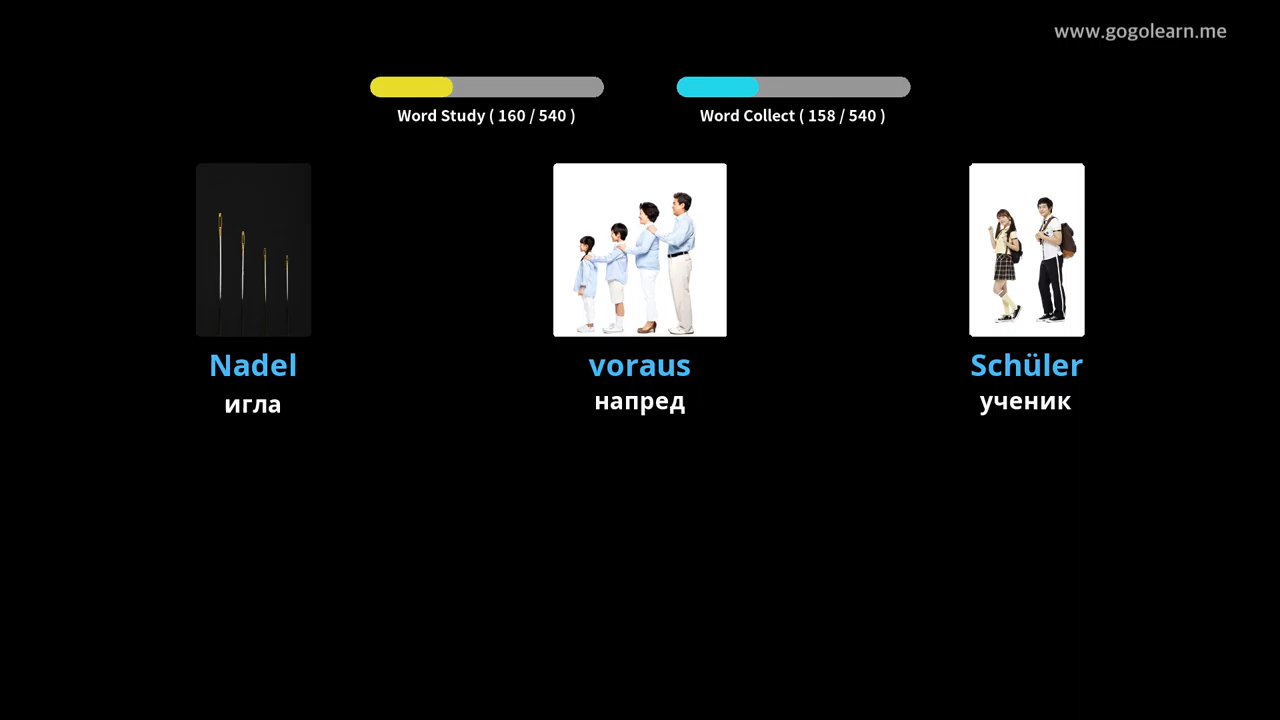 www.gogolearn.me
Word Study ( 160 / 540 )
Word Collect ( 158 / 540 )
Nadel
игла
voraus
напред
Schüler
ученик